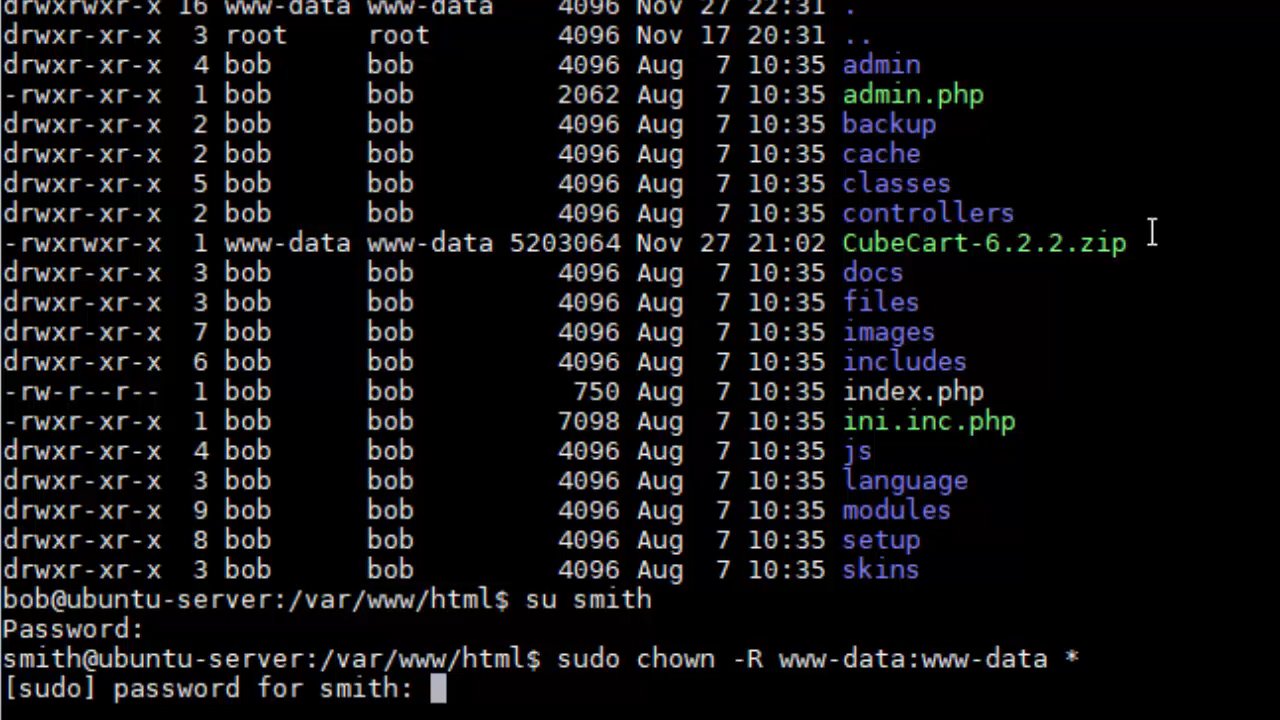 drwxrwxr-x 16 www-data www-data 4096 Nov 27 22:31 .
drwxr-xr-x 3 root root 4096 Nov 17 20:31 ..
drwxr-xr-x 4 bob bob 4096 Aug 7 10:35 admin
-rwxr-xr-x 1 bob bob 2062 Aug 7 10:35 admin.php
drwxr-xr-x 2 bob bob 4096 Aug 7 10:35 backup
drwxr-xr-x 2 bob bob 4096 Aug 7 10:35 cache
drwxr-xr-x 5 bob bob 4096 Aug 7 10:35 classes
drwxr-xr-x 2 bob bob 4096 Aug 7 10:35 controllers
-rwxrwxr-x 1 www-data www-data 5203064 Nov 27 21:02 CubeCart-6.2.2.zip
drwxr-xr-x 3 bob bob 4096 Aug 7 10:35 docs
drwxr-xr-x 3 bob bob 4096 Aug 7 10:35 files
drwxr-xr-x 7 bob bob 4096 Aug 7 10:35 images
drwxr-xr-x 6 bob bob 4096 Aug 7 10:35 includes
-rw-r--r-- 1 bob bob 750 Aug 7 10:35 index.php
-rwxr-xr-x 1 bob bob 7098 Aug 7 10:35 ini.inc.php
drwxr-xr-x 4 bob bob 4096 Aug 7 10:35 js
drwxr-xr-x 3 bob bob 4096 Aug 7 10:35 language
drwxr-xr-x 9 bob bob 4096 Aug 7 10:35 modules
drwxr-xr-x 8 bob bob 4096 Aug 7 10:35 setup
drwxr-xr-x 3 bob bob 4096 Aug 7 10:35 skins
bob@ubuntu-server:/var/www/html$ su smith
Password:
smith@ubuntu-server:/var/www/html$ sudo chown -R www-data:www-data *
[sudo] password for smith: